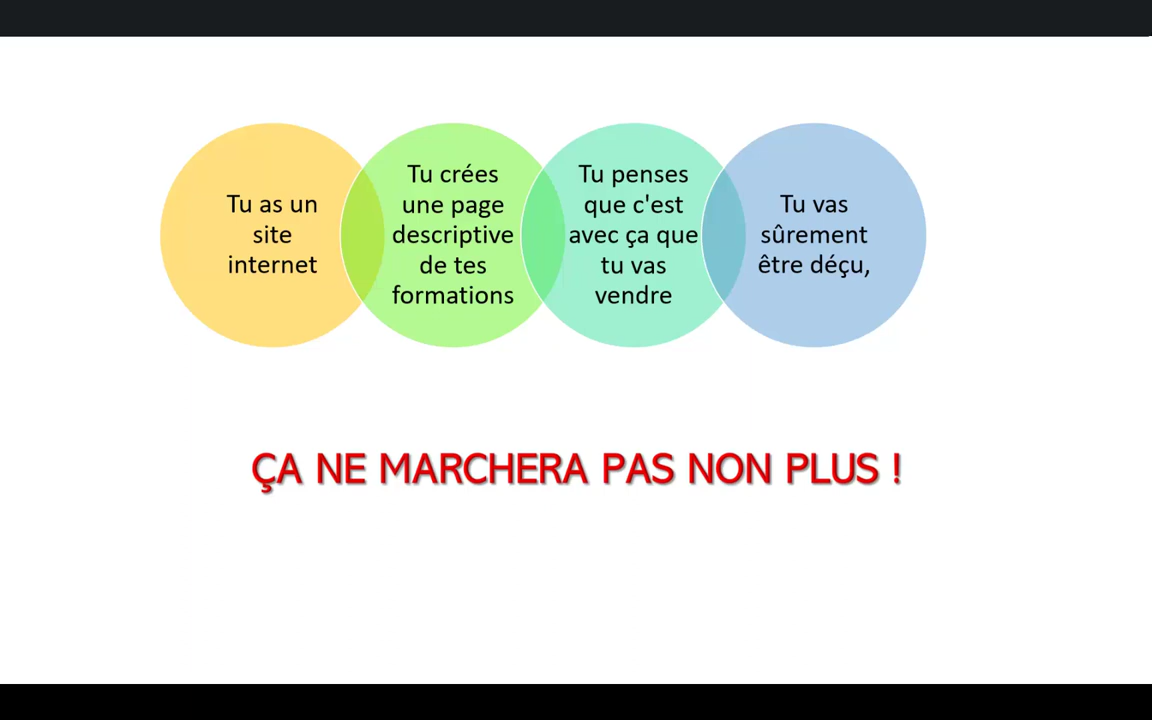 Tu as un
site
internet
Tu crées
une page
descriptive
de tes
formations
Tu penses
que c'est
avec ça que
tu vas
vendre
Tu vas
sûrement
être déçu,
ÇA NE MARCHERA PAS NON PLUS !